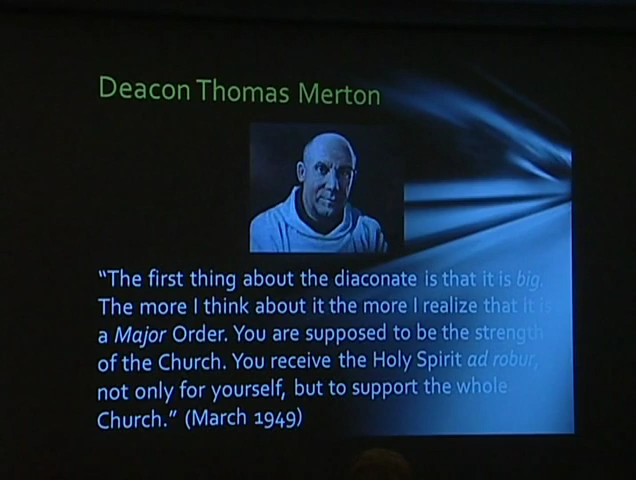 Deacon Thomas Merton
“The first thing about the diaconate is that it is big.
The more I think about it the more I realize that it is
a Major Order. You are supposed to be the strength
of the Church. You receive the Holy Spirit ad robur,
not only for yourself, but to support the whole
Church.” (March 1949)